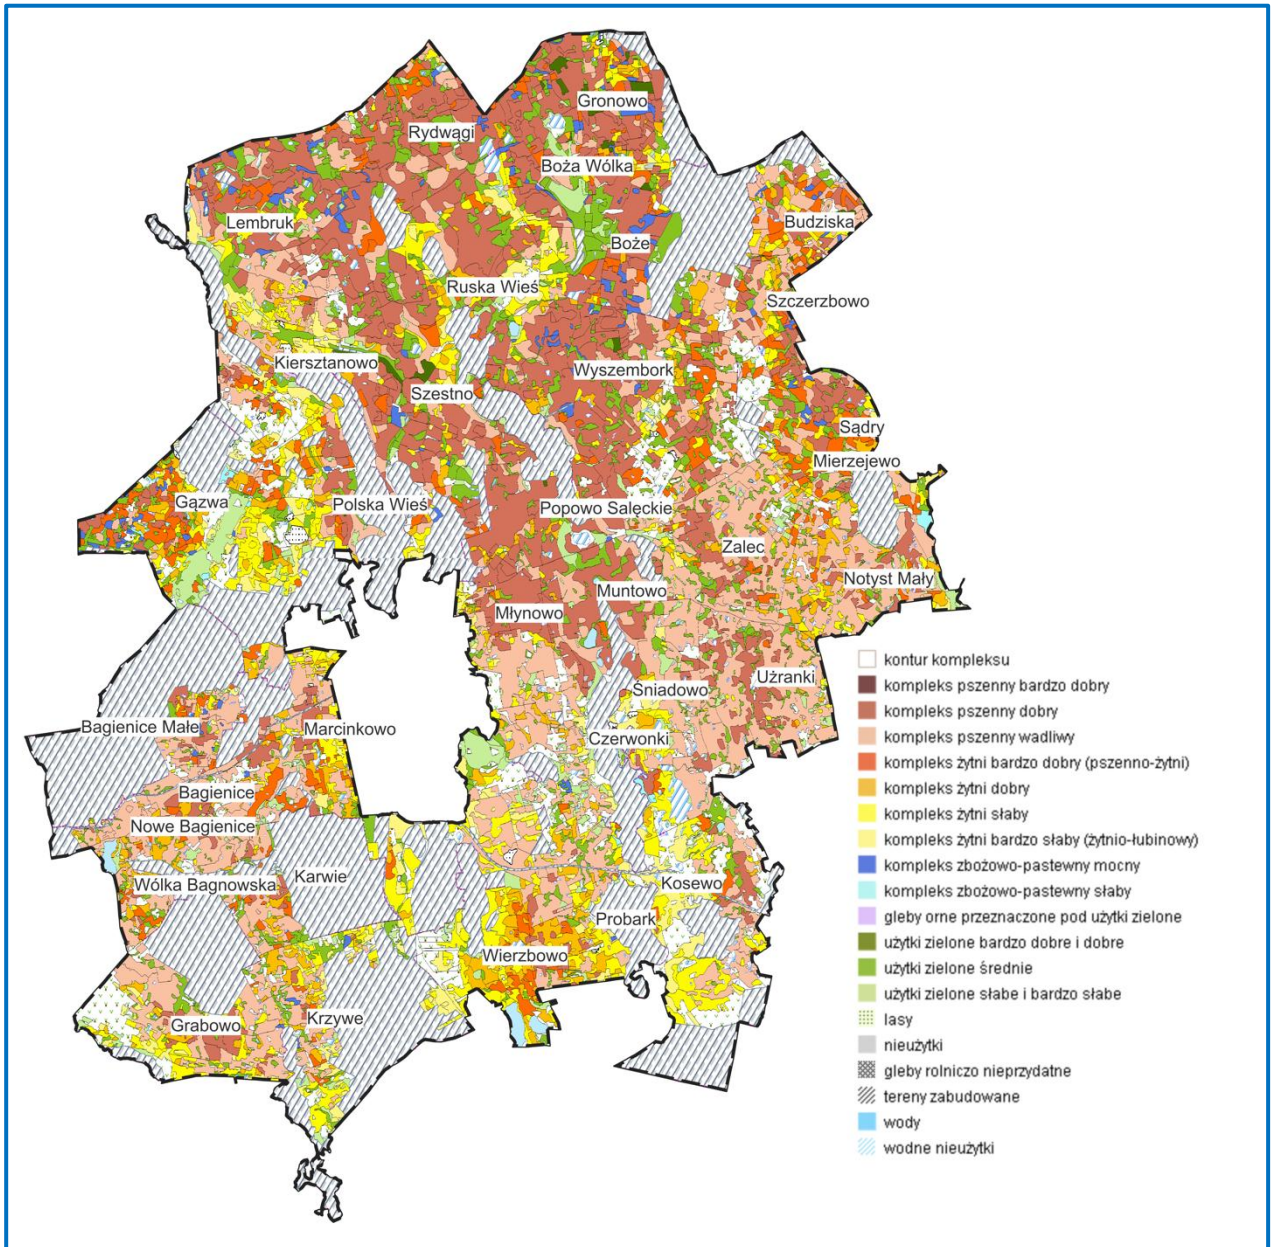 Gronowo
Rydwągi
Boża Wólka
Lembruk
Budziska
Boże
Ruska Wieś
Szczerzbowo
Kiersztanowo
Wyszembork
Szestno
Sądry
Mierzejewo
Gązwa
Polska Wieś
Popowo Salęckie
Zalec
Notyst Mały
Muntowo
Młynowo
Użranki
Śniadowo
Bagienice Małe
Marcinkowo
Czerwonki
Bagienice
Nowe Bagienice
Wólka Bagnowska
Karwie
Kosewo
Probark
Wierzbowo
Grabowo
Krzywe
kontur kompleksu
kompleks pszenny bardzo dobry
kompleks pszenny dobry
kompleks pszenny wadliwy
kompleks żytni bardzo dobry (pszenno-żytni)
kompleks żytni dobry
kompleks żytni słaby
kompleks żytni bardzo słaby (żytnio-łubinowy)
kompleks zbożowo-pastewny mocny
kompleks zbożowo-pastewny słaby
gleby orne przeznaczone pod użytki zielone
użytki zielone bardzo dobre i dobre
użytki zielone średnie
użytki zielone słabe i bardzo słabe
lasy
nieużytki
gleby rolniczo nieprzydatne
tereny zabudowane
wody
wodne nieużytki